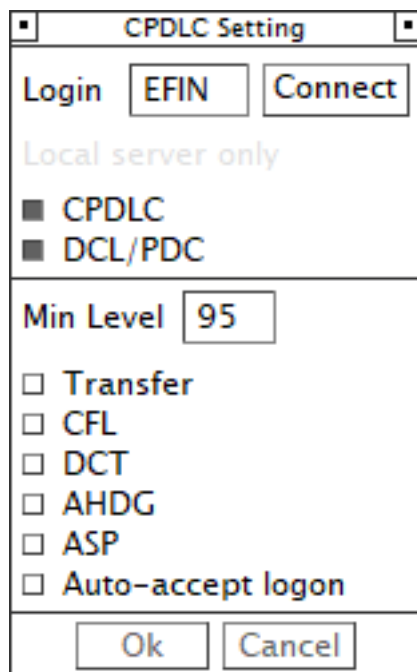 CPDLC Setting
Login EFIN Connect
Local server only
CPDLC
DCL/PDC
Min Level 95
Transfer
CFL
DCT
AHDG
ASP
Auto-accept logon
Ok Cancel